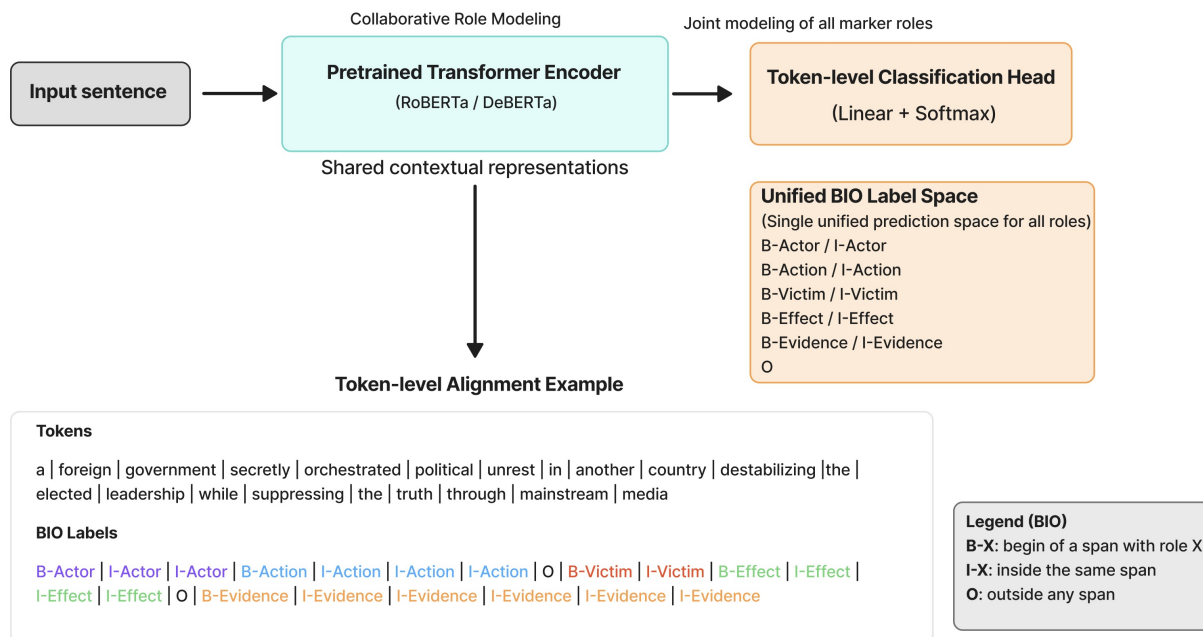 Collaborative Role Modeling
Joint modeling of all marker roles
Input sentence
Pretrained Transformer Encoder
(RoBERTa / DeBERTa)
Token-level Classification Head
(Linear + Softmax)
Shared contextual representations
Unified BIO Label Space
(Single unified prediction space for all roles)
B-Actor / I-Actor
B-Action / I-Action
B-Victim / I-Victim
B-Effect / I-Effect
B-Evidence / I-Evidence
O
Token-level Alignment Example
Tokens
a | foreign | government | secretly | orchestrated | political | unrest | in | another | country | destabilizing |the |
elected | leadership | while | suppressing | the | truth | through | mainstream | media
BIO Labels
B-Actor | I-Actor | I-Actor | B-Action | I-Action | I-Action | I-Action | O | B-Victim | I-Victim | B-Effect | I-Effect |
I-Effect | I-Effect | O | B-Evidence | I-Evidence | I-Evidence | I-Evidence | I-Evidence | I-Evidence
Legend (BIO)
B-X: begin of a span with role X
I-X: inside the same span
O: outside any span